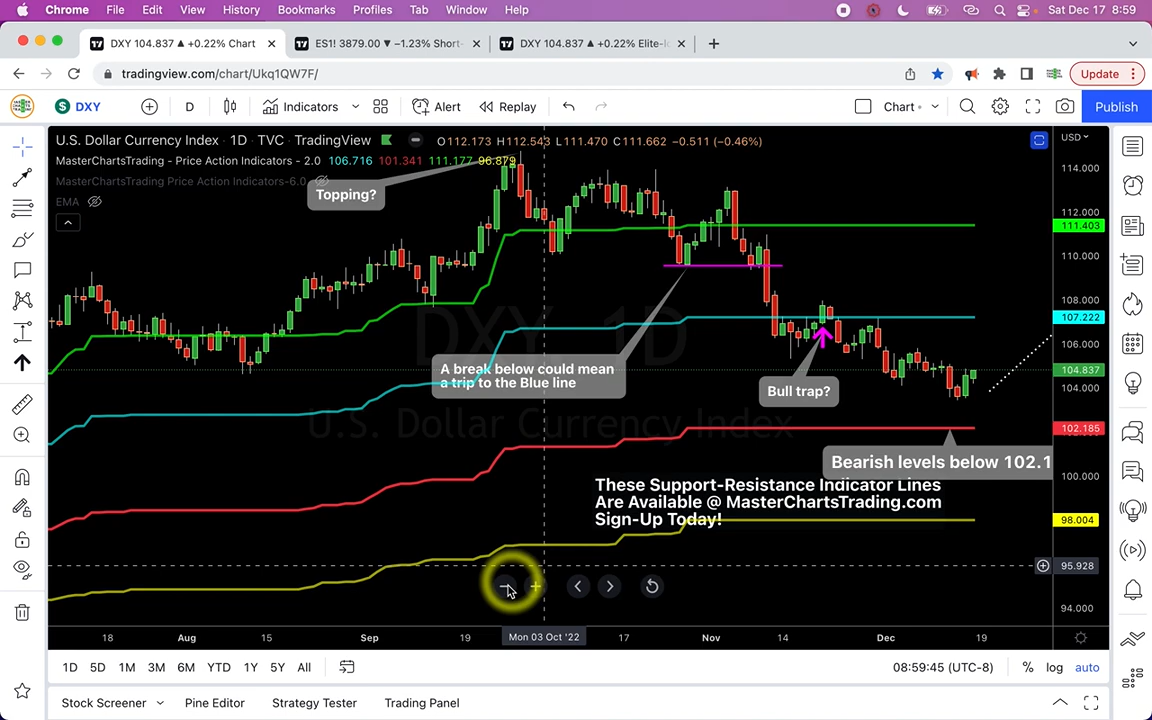 Chrome File Edit View History Bookmarks Profiles Tab Window Help Sat Dec 17 8:59
DXY 104.837 ▲ +0.22% Chart
ES1! 3879.00 ▼ −1.23% Short-
DXY 104.837 ▲ +0.22% Elite-
tradingview.com/chart/Ukq1QW7F/
Update
DXY D Indicators Alert Replay Chart Publish
U.S. Dollar Currency Index · 1D · TVC · TradingView O112.173 H112.543 L111.470 C111.662 −0.511 (−0.46%)
USD
MasterChartsTrading - Price Action Indicators - 2.0 106.716 101.341 111.177 96.879
MasterChartsTrading Price Action Indicators-6.0
EMA
Topping?
114.000
112.000
111.403
110.000
108.000
107.222
106.000
104.837
104.000
102.185
100.000
98.004
95.928
94.000
DXY, 1D
U.S. Dollar Currency Index
A break below could mean
a trip to the Blue line
Bull trap?
Bearish levels below 102.1
These Support-Resistance Indicator Lines
Are Available @ MasterChartsTrading.com
Sign-Up Today!
18 Aug 15 Sep 19 Mon 03 Oct '22 17 Nov 14 Dec 19
1D 5D 1M 3M 6M YTD 1Y 5Y All 08:59:45 (UTC-8) % log auto
Stock Screener Pine Editor Strategy Tester Trading Panel